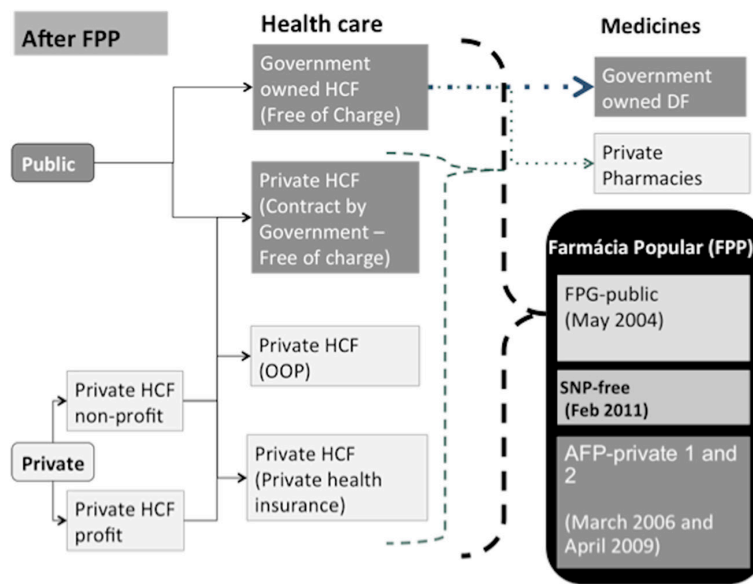 After FPP
Health care
Medicines
Government
owned HCF
(Free of Charge)
Government
owned DF
Public
Private HCF
(Contract by
Government –
Free of charge)
Private
Pharmacies
Farmácia Popular (FPP)
FPG-public
(May 2004)
Private HCF
(OOP)
Private HCF
non-profit
SNP-free
(Feb 2011)
Private
Private HCF
(Private health
insurance)
AFP-private 1 and
2
(March 2006 and
April 2009)
Private HCF
profit